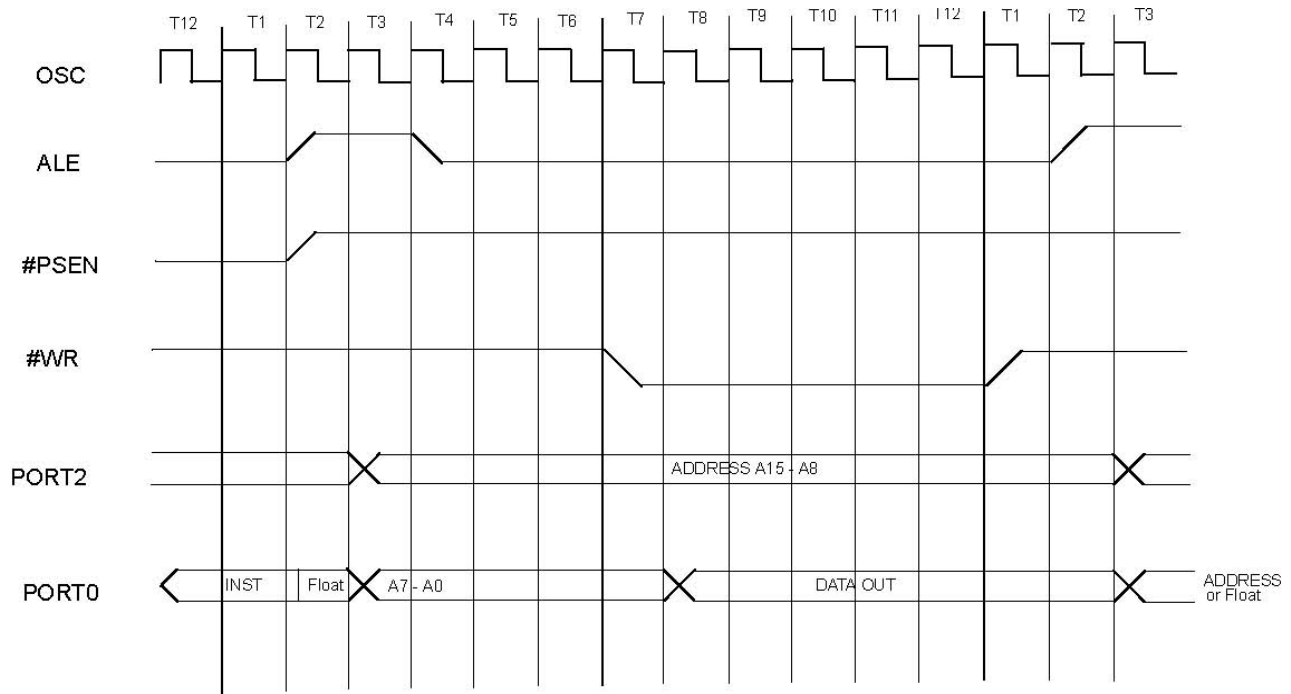 T12 T1 T2 T3 T4 T5 T6 T7 T8 T9 T10 T11 T12 T1 T2 T3
OSC
ALE
#PSEN
#WR
PORT2 ADDRESS A15 - A8
PORT0 INST Float A7 - A0 DATA OUT ADDRESS
or Float